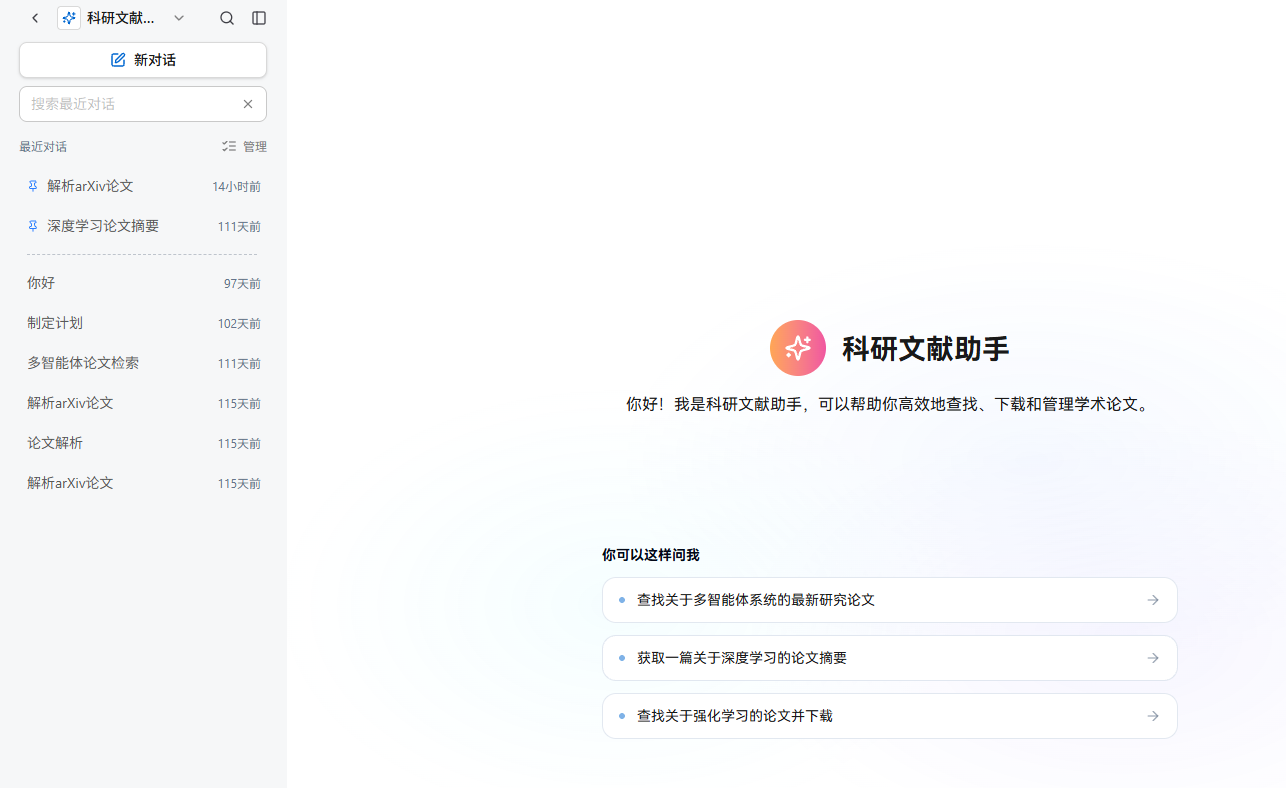 科研文献...
新对话
搜索最近对话
最近对话 管理
解析arXiv论文 14小时前
深度学习论文摘要 111天前
你好 97天前
制定计划 102天前
多智能体论文检索 111天前
解析arXiv论文 115天前
论文解析 115天前
解析arXiv论文 115天前
科研文献助手
你好！我是科研文献助手，可以帮助你高效地查找、下载和管理学术论文。
你可以这样问我
查找关于多智能体系统的最新研究论文
获取一篇关于深度学习的论文摘要
查找关于强化学习的论文并下载